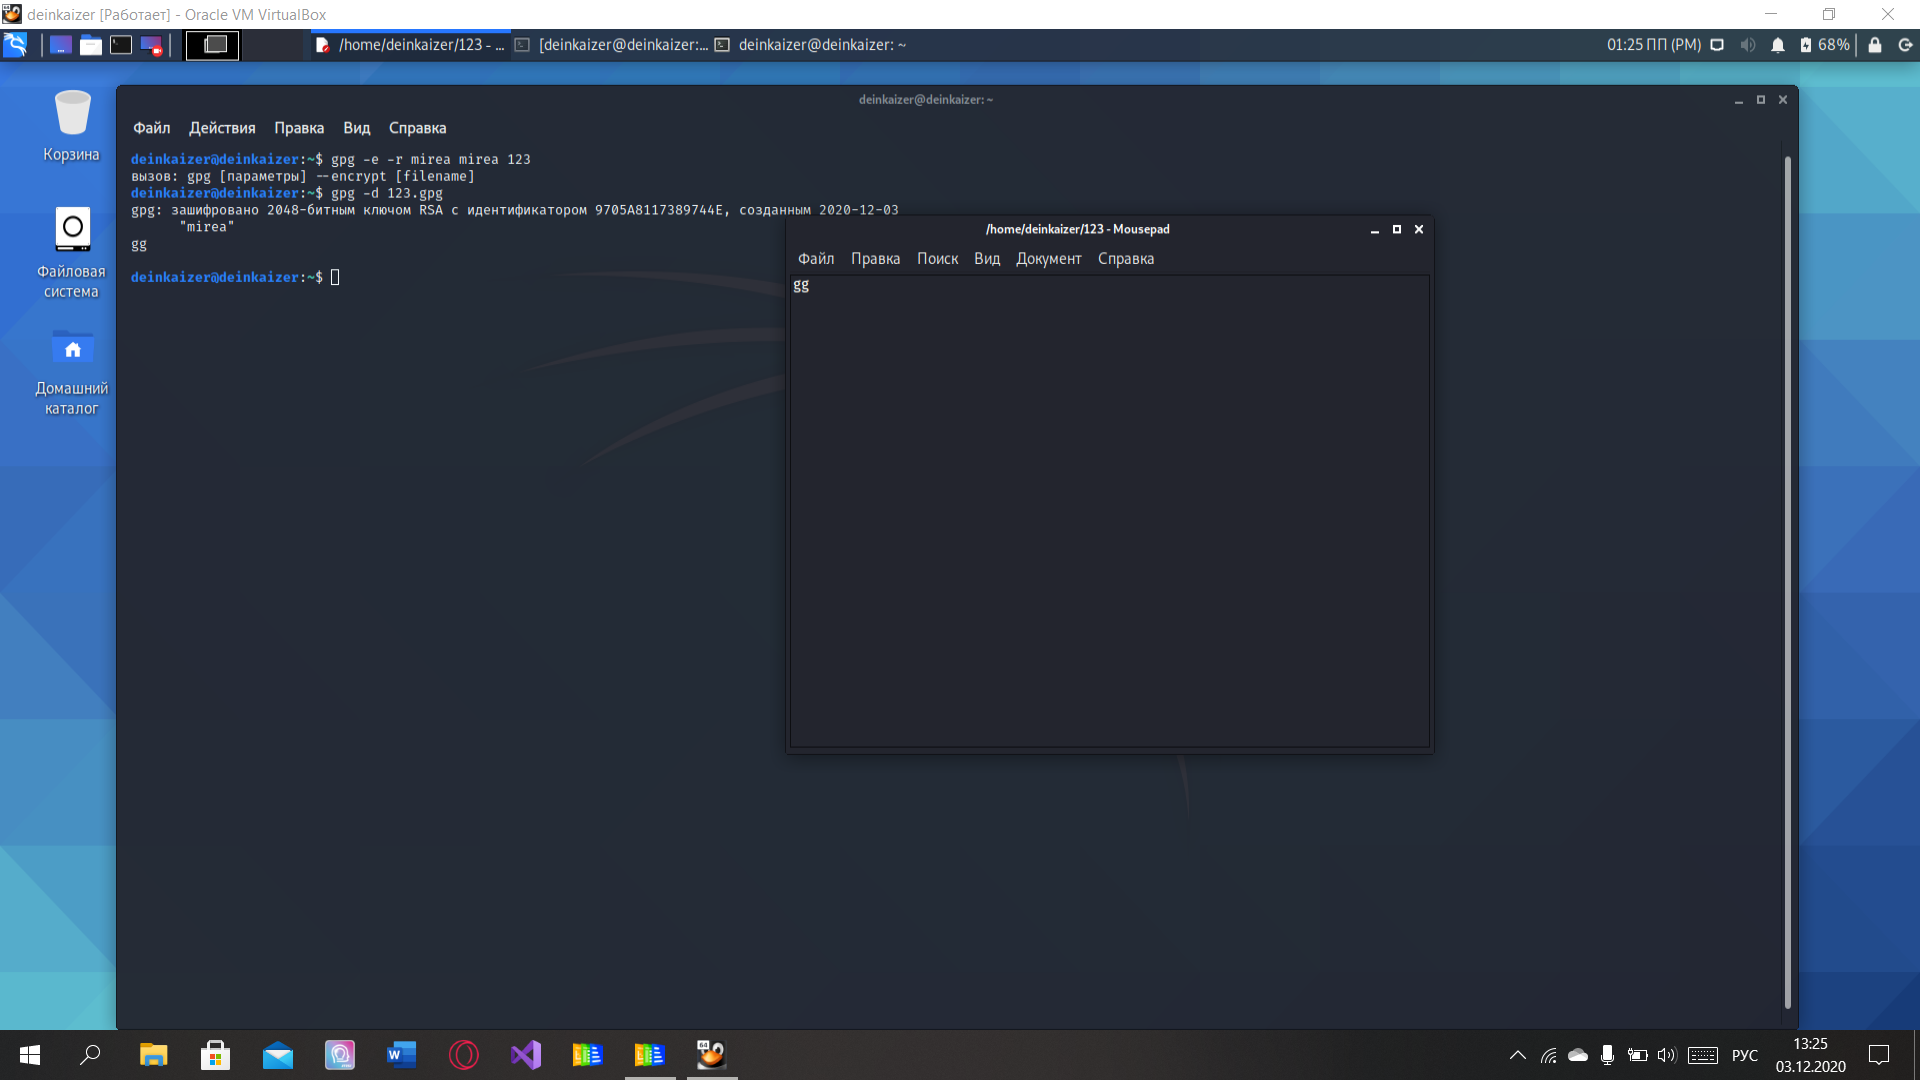 deinkaizer [Работает] - Oracle VM VirtualBox
/home/deinkaizer/123 - ...
[deinkaizer@deinkaizer:...
deinkaizer@deinkaizer: ~
01:25 ПП (PM)
68%
deinkaizer@deinkaizer: ~
Файл Действия Правка Вид Справка
deinkaizer@deinkaizer:~$ gpg -e -r mirea mirea 123
вызов: gpg [параметры] --encrypt [filename]
deinkaizer@deinkaizer:~$ gpg -d 123.gpg
gpg: зашифровано 2048-битным ключом RSA с идентификатором 9705A8117389744E, созданным 2020-12-03
"mirea"
gg
deinkaizer@deinkaizer:~$
Корзина
Файловая
система
Домашний
каталог
/home/deinkaizer/123 - Mousepad
Файл Правка Поиск Вид Документ Справка
gg
64
РУС
13:25
03.12.2020